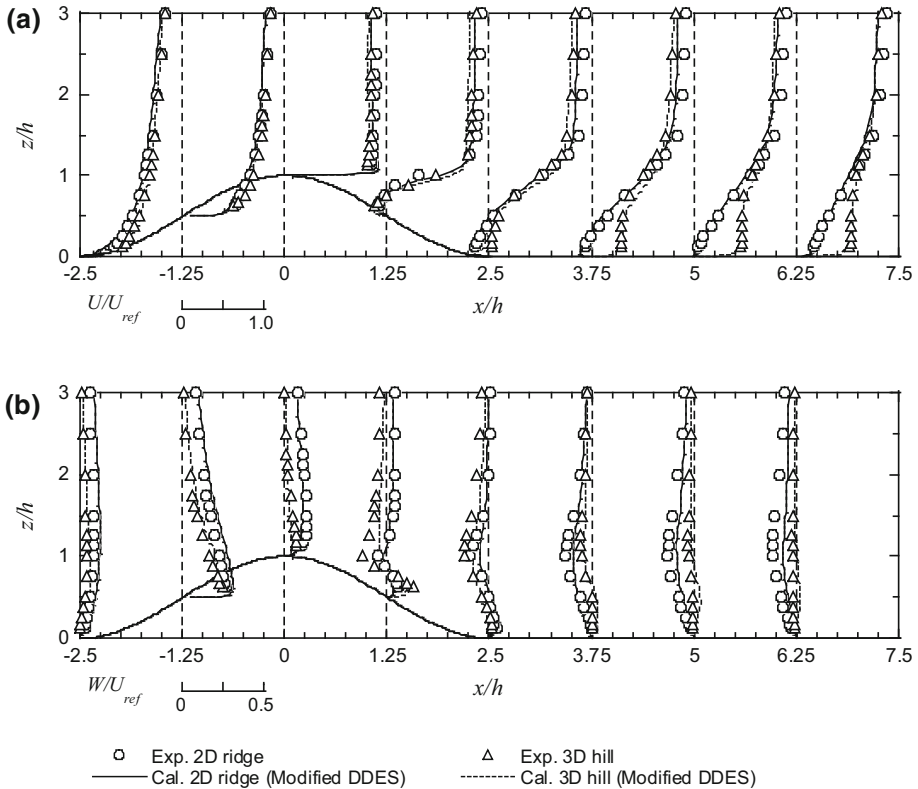 (a)
3
2
z/h
1
0
-2.5 -1.25 0 1.25 2.5 3.75 5 6.25 7.5
U/U_ref 0 1.0 x/h
(b)
3
2
z/h
1
0
-2.5 -1.25 0 1.25 2.5 3.75 5 6.25 7.5
W/U_ref 0 0.5 x/h
Exp. 2D ridge Exp. 3D hill
Cal. 2D ridge (Modified DDES) Cal. 3D hill (Modified DDES)